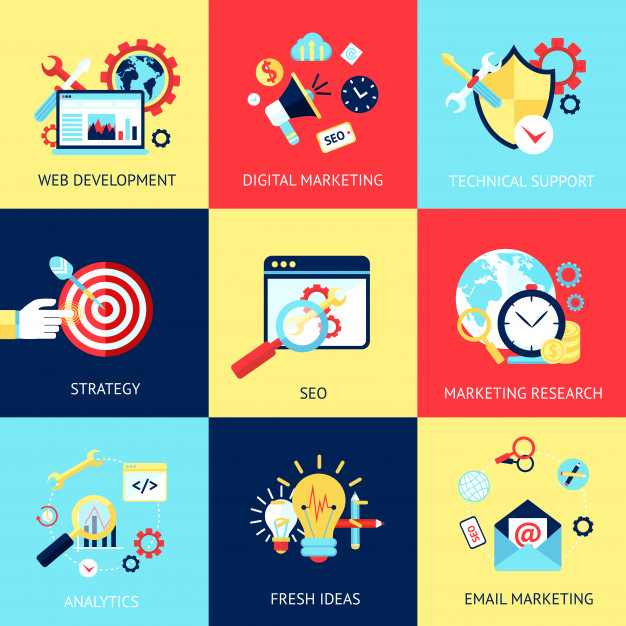 SEO
WEB DEVELOPMENT
DIGITAL MARKETING
TECHNICAL SUPPORT
STRATEGY
SEO
MARKETING RESEARCH
</>
SEO
@
ANALYTICS
FRESH IDEAS
EMAIL MARKETING